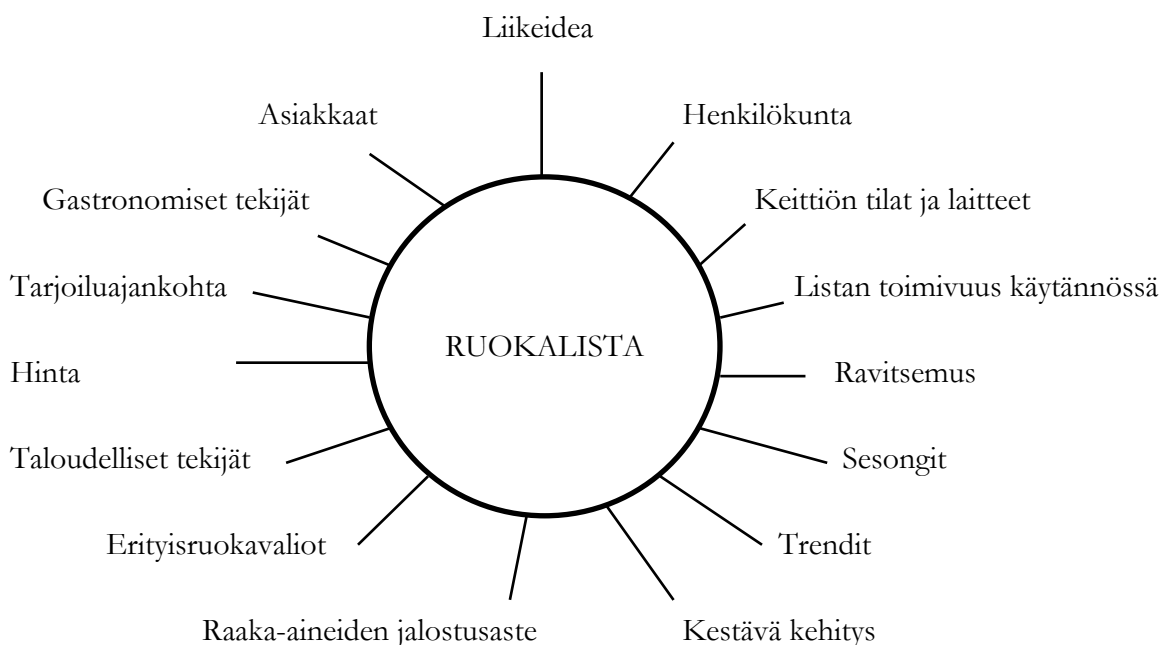 Liikeidea
Asiakkaat
Henkilökunta
Gastronomiset tekijät
Keittiön tilat ja laitteet
Tarjoiluajankohta
Listan toimivuus käytännössä
RUOKALISTA
Hinta
Ravitsemus
Taloudelliset tekijät
Sesongit
Erityisruokavaliot
Trendit
Raaka-aineiden jalostusaste
Kestävä kehitys